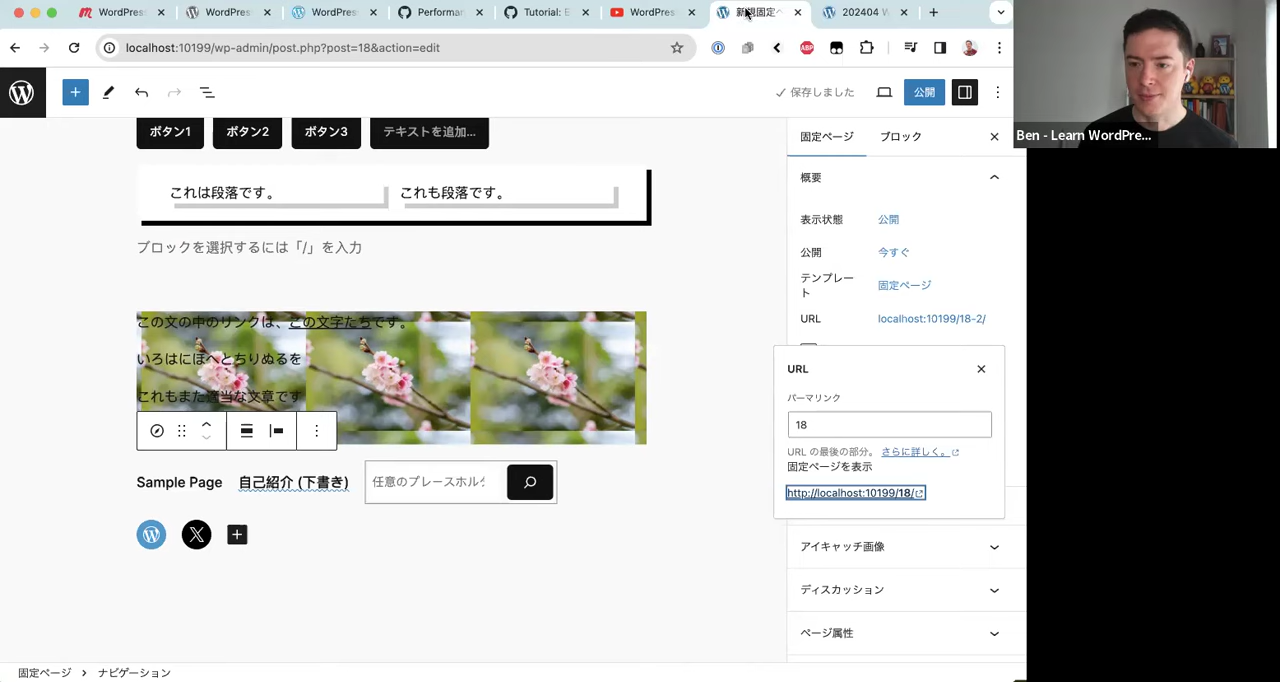 WordPress
WordPres
WordPres
Performar
Tutorial: E
WordPres
新規固定
202404 W
localhost:10199/wp-admin/post.php?post=18&action=edit
ABP
保存しました
公開
Ben - Learn WordPre...
ボタン1
ボタン2
ボタン3
テキストを追加...
これは段落です。
これも段落です。
ブロックを選択するには「/」を入力
この文の中のリンクは、この文字たちです。
いろはにほへとちりぬるを
これもまた適当な文章です
Sample Page
自己紹介 (下書き)
任意のプレースホル
固定ページ
ブロック
概要
表示状態
公開
公開
今すぐ
テンプレー
ト
固定ページ
URL
localhost:10199/18-2/
URL
パーマリンク
18
URL の最後の部分。 さらに詳しく。
固定ページを表示
http://localhost:10199/18/
アイキャッチ画像
ディスカッション
ページ属性
固定ページ
ナビゲーション